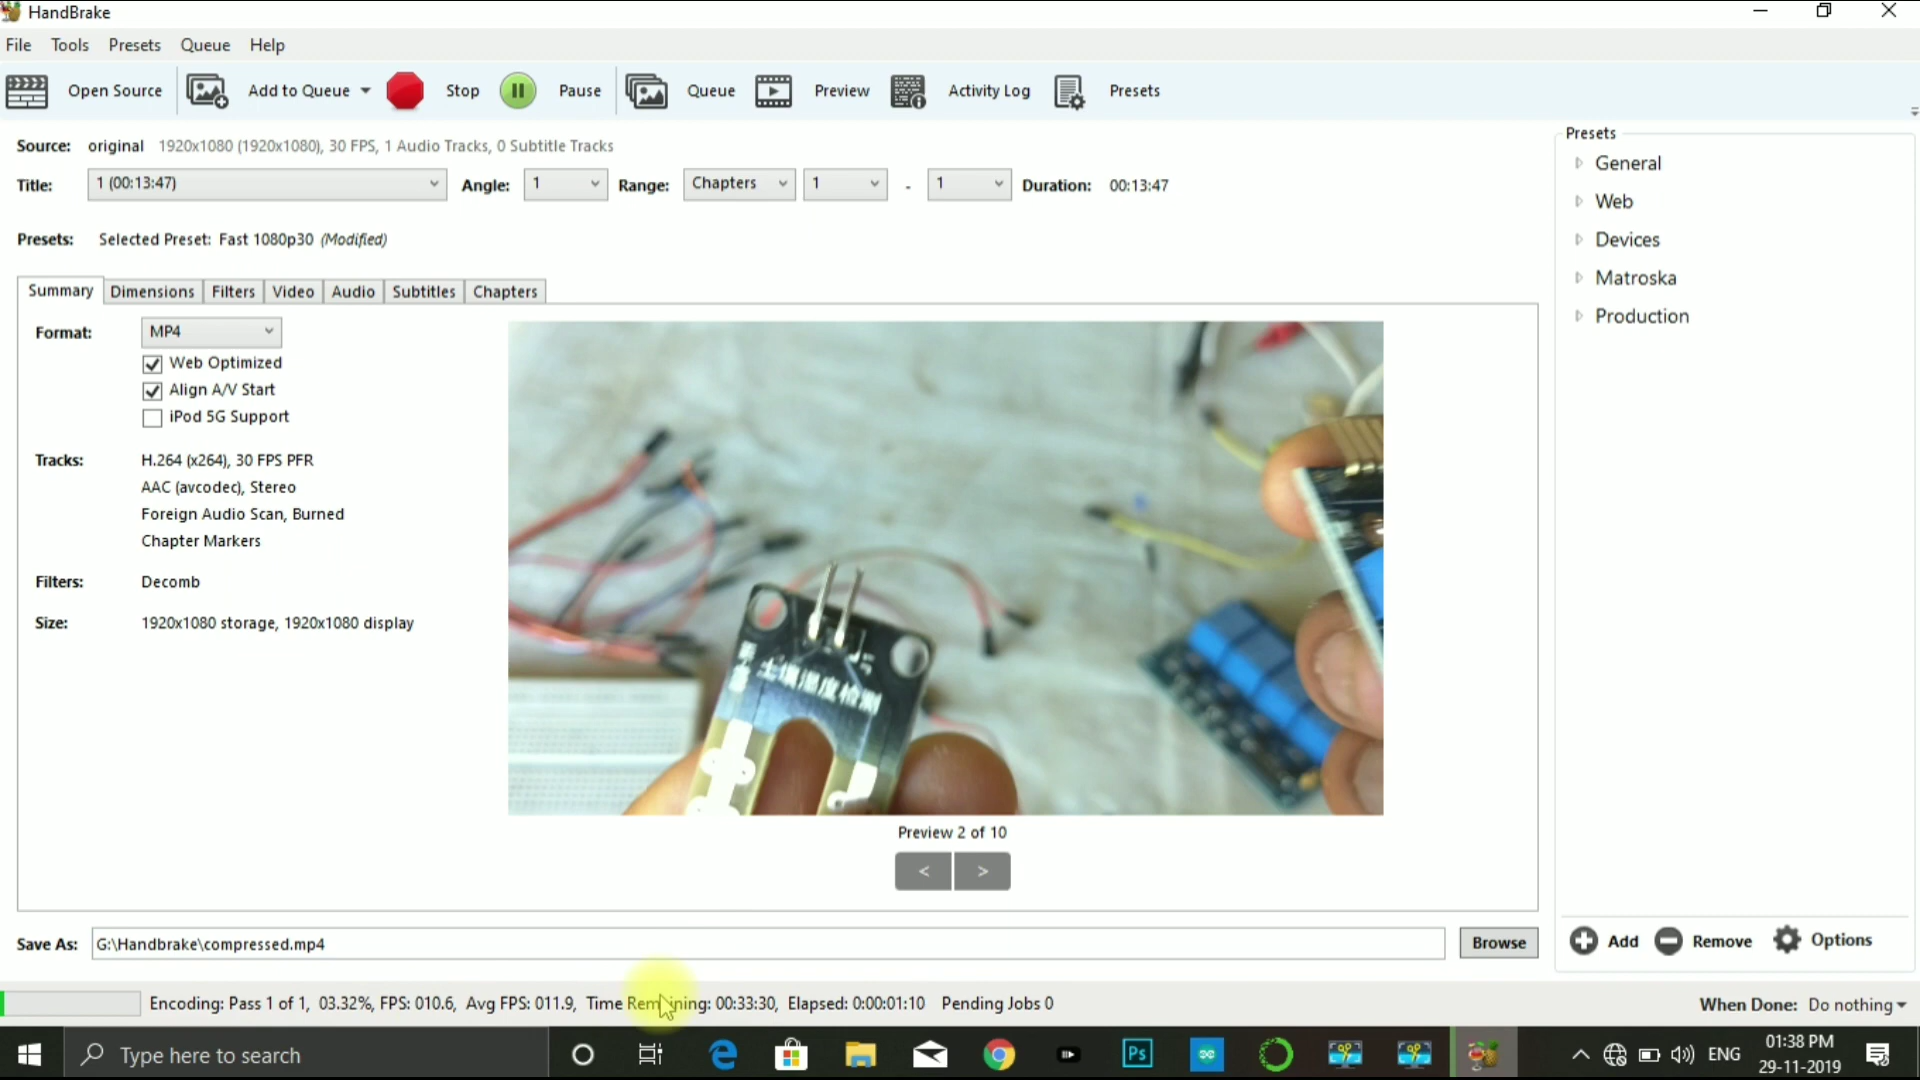 HandBrake
File Tools Presets Queue Help
Open Source Add to Queue Stop Pause Queue Preview Activity Log Presets
Source: original 1920x1080 (1920x1080), 30 FPS, 1 Audio Tracks, 0 Subtitle Tracks
Title: 1 (00:13:47) Angle: 1 Range: Chapters 1 - 1 Duration: 00:13:47
Presets: Selected Preset: Fast 1080p30 (Modified)
Summary Dimensions Filters Video Audio Subtitles Chapters
Format: MP4
Web Optimized
Align A/V Start
iPod 5G Support
Tracks: H.264 (x264), 30 FPS PFR
AAC (avcodec), Stereo
Foreign Audio Scan, Burned
Chapter Markers
Filters: Decomb
Size: 1920x1080 storage, 1920x1080 display
土壤湿度检测
Preview 2 of 10
< >
Save As: G:\Handbrake\compressed.mp4 Browse
Presets
General
Web
Devices
Matroska
Production
Add Remove Options
Encoding: Pass 1 of 1, 03.32%, FPS: 010.6, Avg FPS: 011.9, Time Remaining: 00:33:30, Elapsed: 0:00:01:10 Pending Jobs 0
When Done: Do nothing
Type here to search
Ps
ENG
01:38 PM
29-11-2019